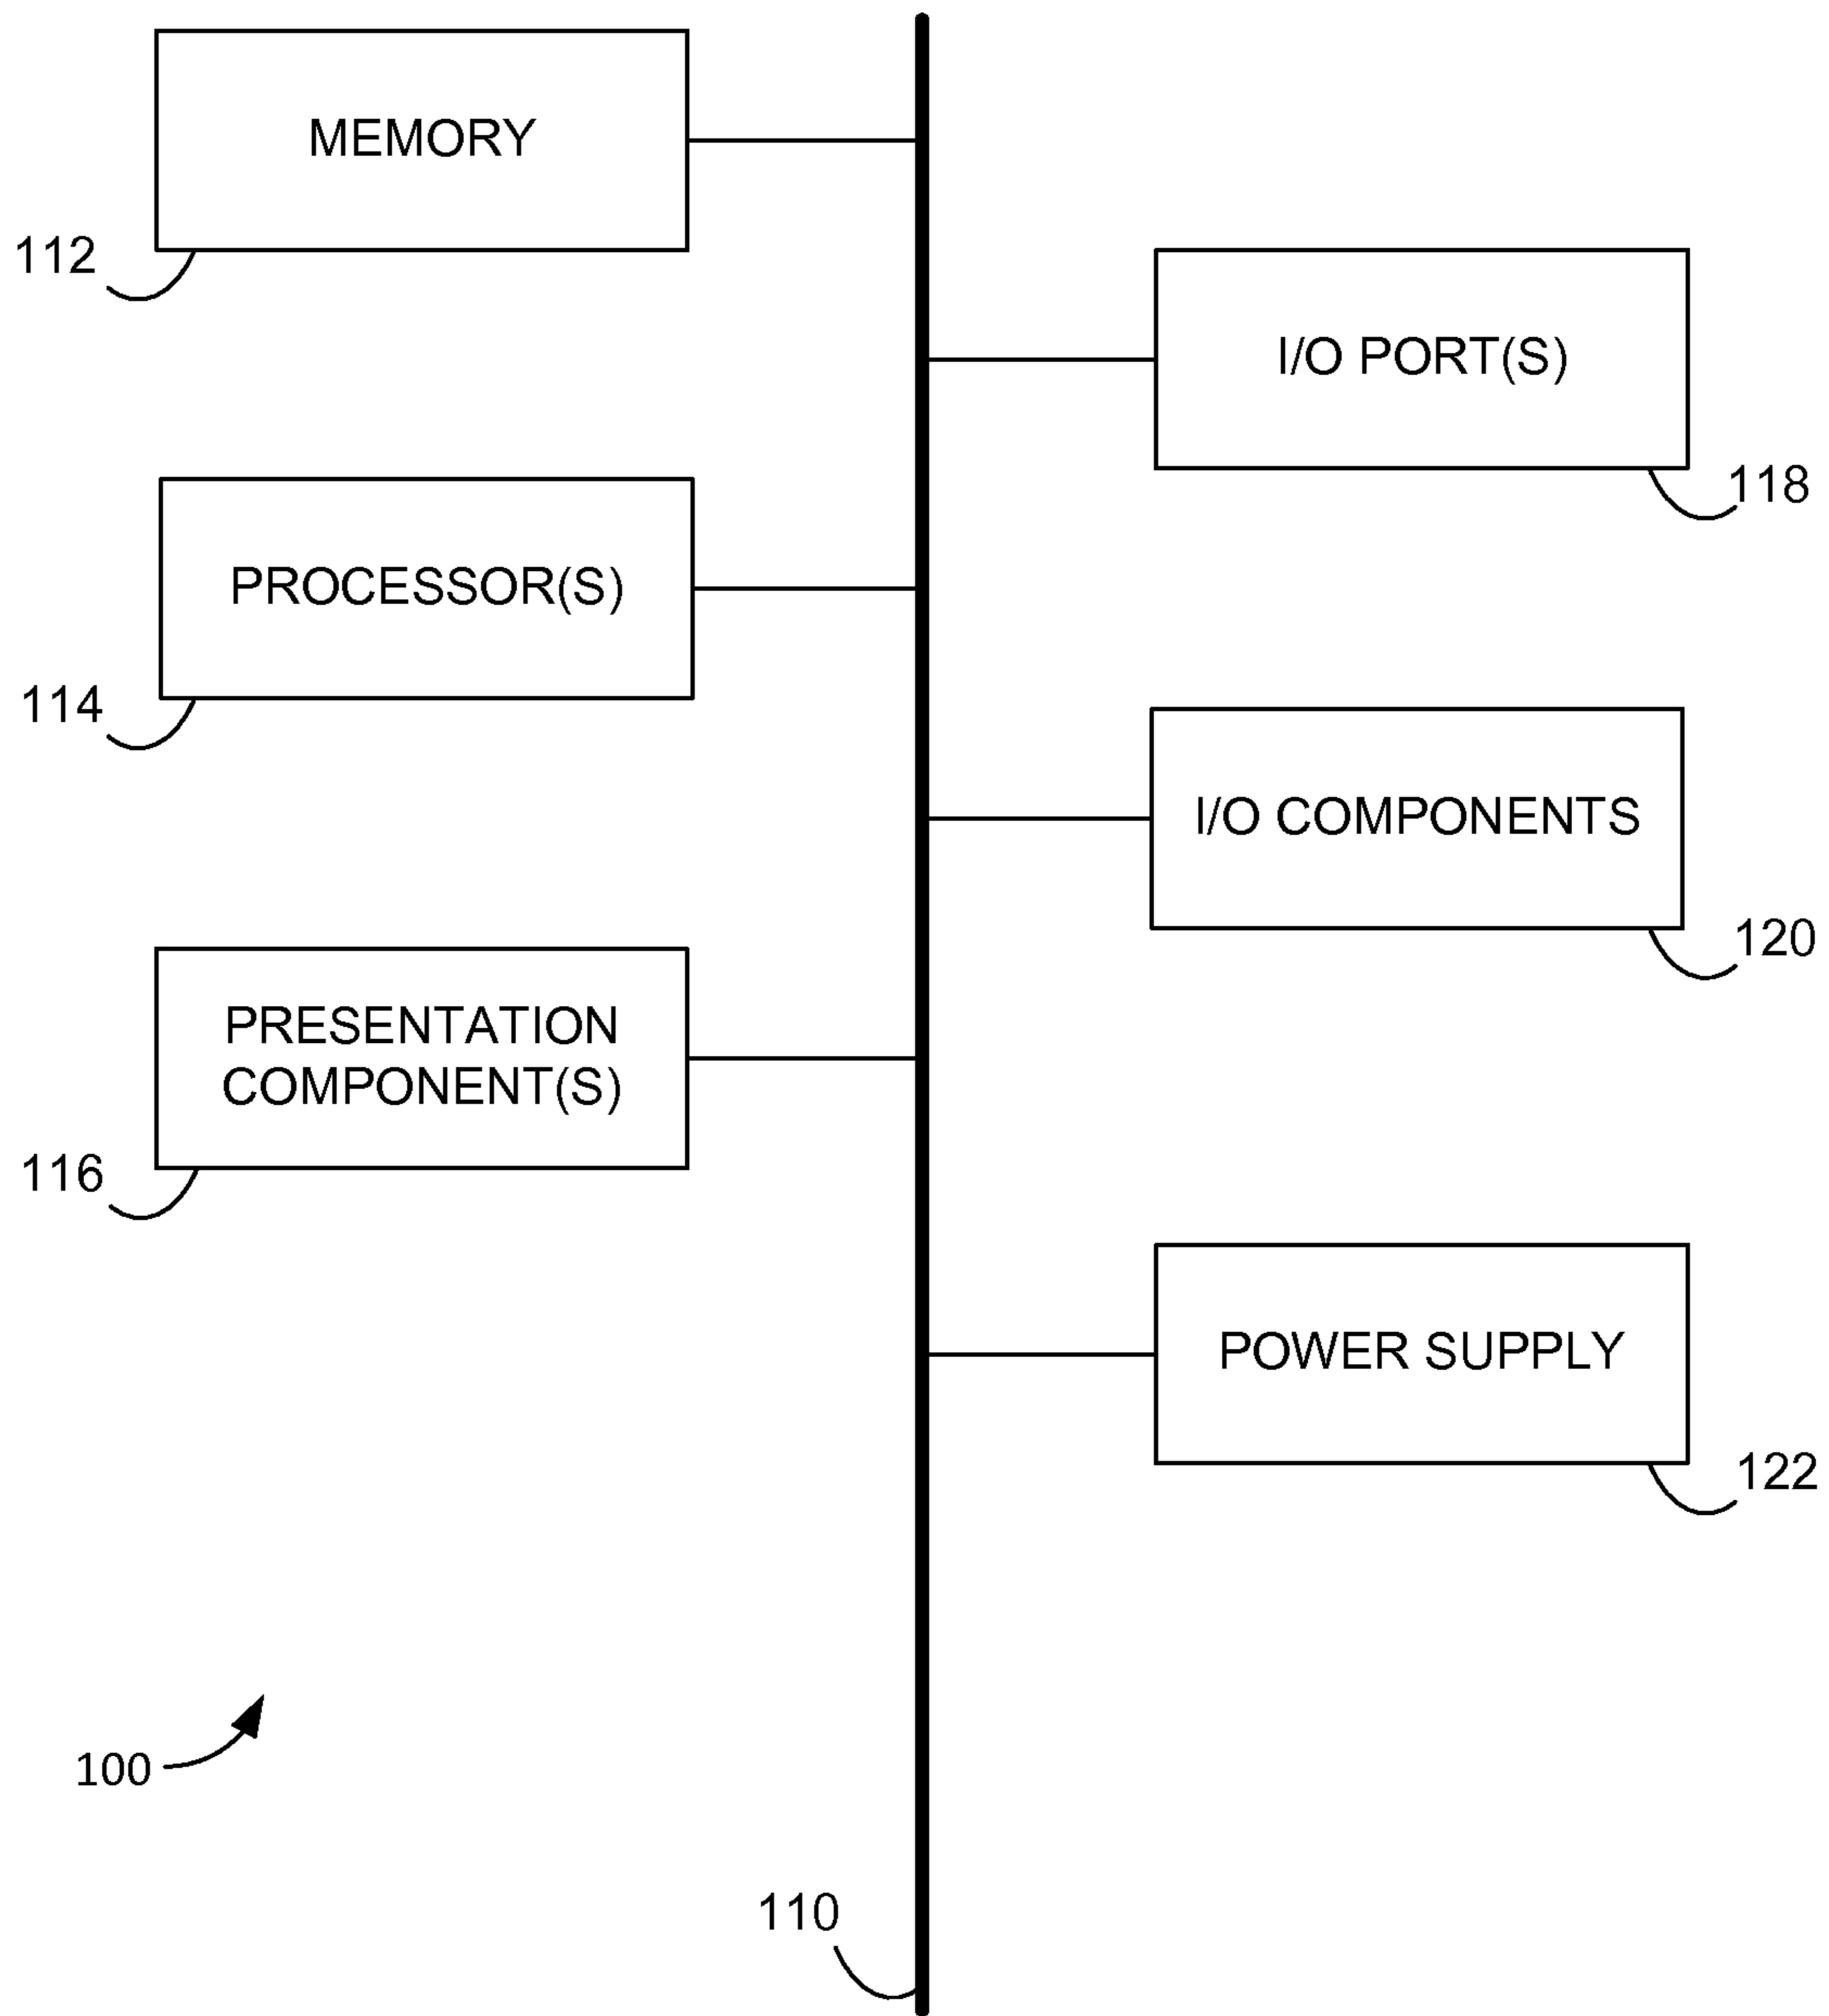 MEMORY
112
I/O PORT(S)
118
PROCESSOR(S)
114
I/O COMPONENTS
120
PRESENTATION
COMPONENT(S)
116
POWER SUPPLY
122
100
110